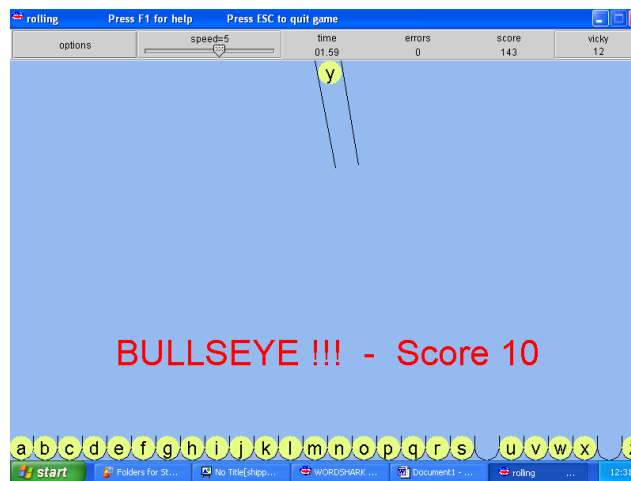 rolling Press F1 for help Press ESC to quit game
options speed=5 time errors score vicky
01.59 0 143 12
y
BULLSEYE !!! - Score 10
a b c d e f g h i j k l m n o p q r s u v w x
start Folders for St... No Title[shipp... WORDSHARK ... Document1 - ... rolling ... 12:31